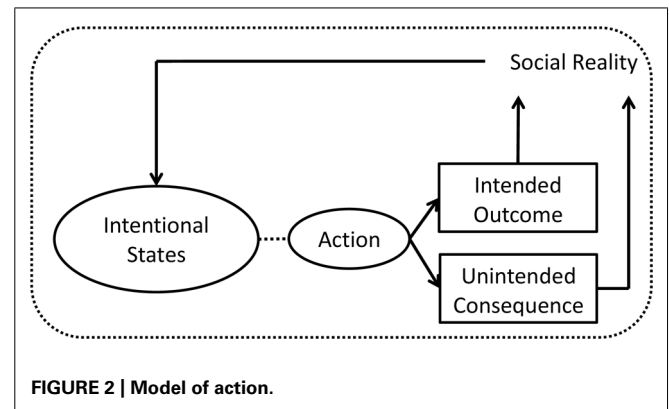 Social Reality
Intentional
States
Action
Intended
Outcome
Unintended
Consequence
FIGURE 2 | Model of action.